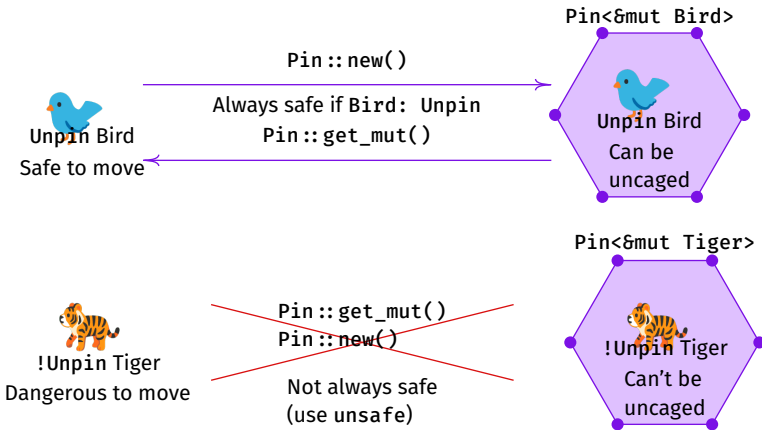 Pin<&mut Bird>
Pin::new()
Always safe if Bird: Unpin
Pin::get_mut()
Unpin Bird
Safe to move
Unpin Bird
Can be
uncaged
Pin<&mut Tiger>
Pin::get_mut()
Pin::new()
!Unpin Tiger
Dangerous to move
Not always safe
(use unsafe)
!Unpin Tiger
Can’t be
uncaged